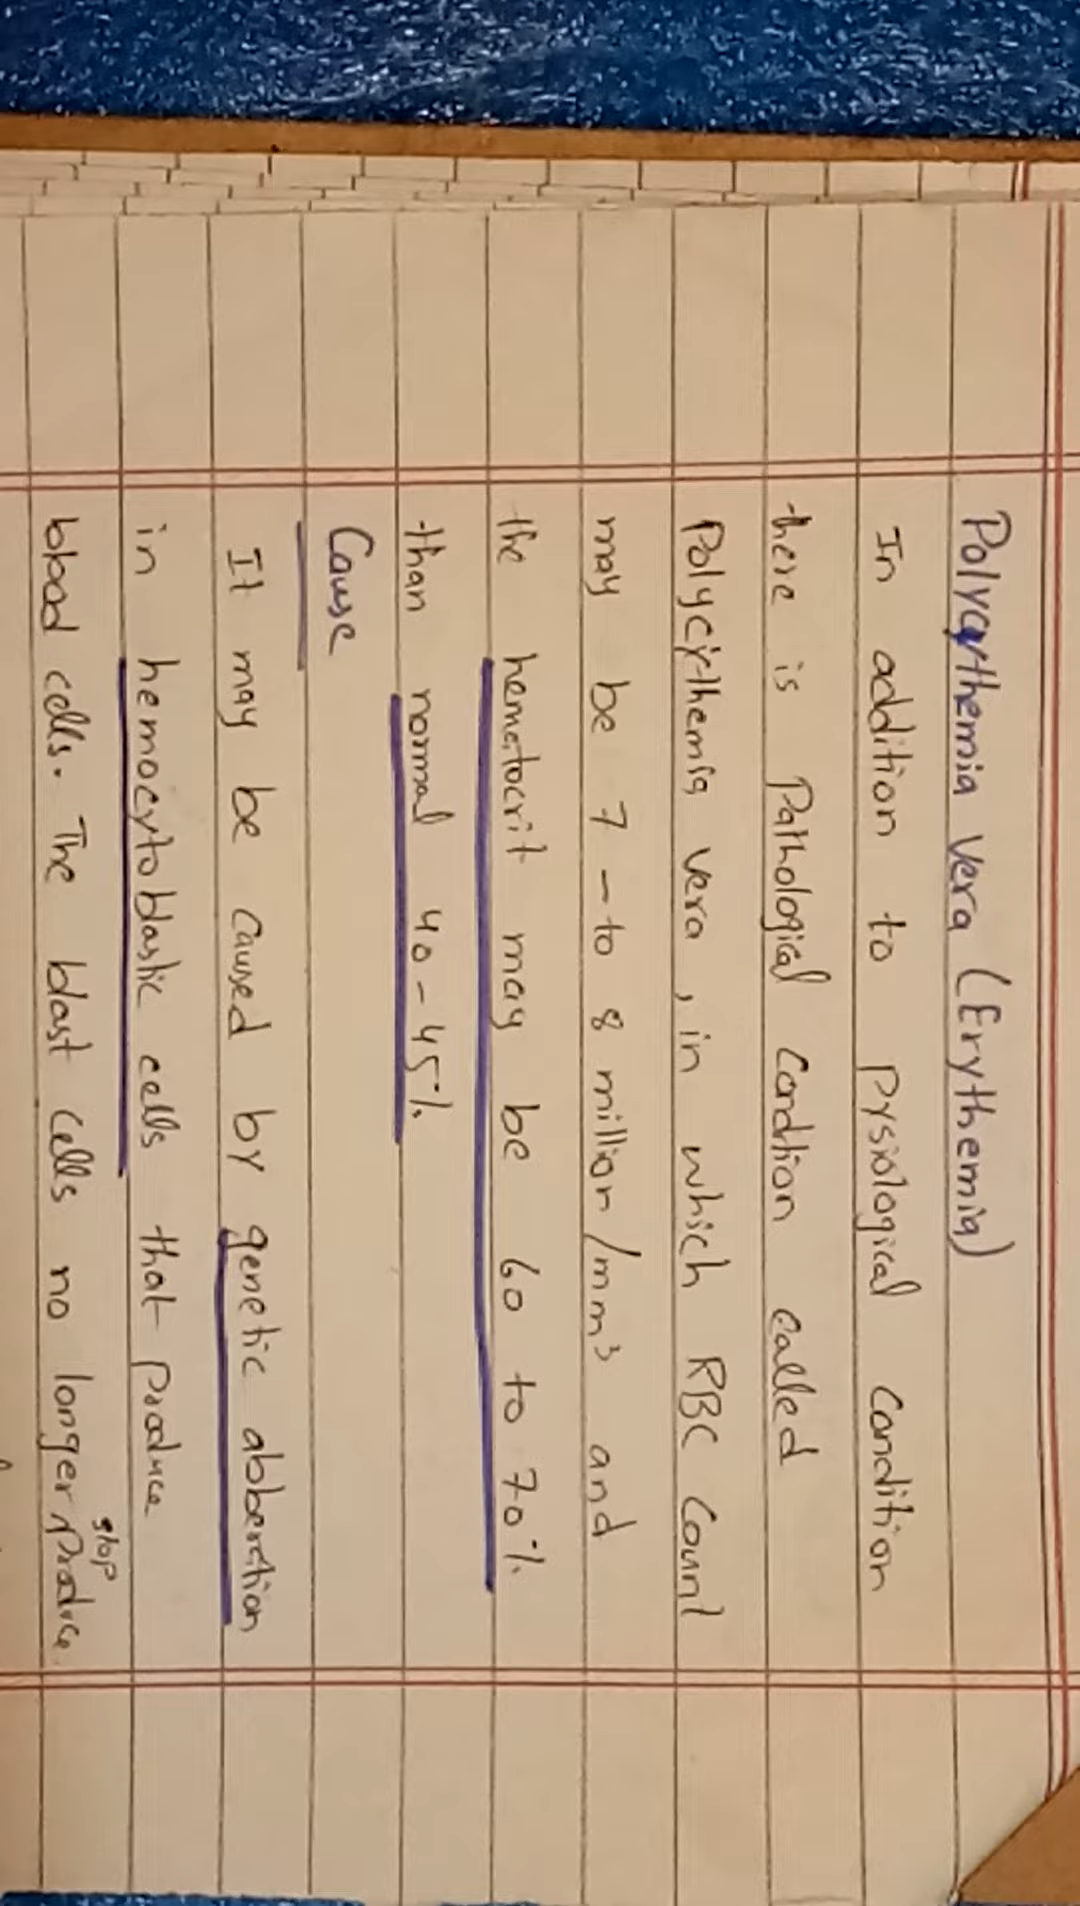 Polycythemia vera (Erythemia)
In addition to Pysiological Condition
there is Pathological Condtion called
Polycythemia vera, in which RBC Count
may be 7 - to 8 million/mm³ and
the hematocrit may be 60 to 70%
than normal 40-45%
Cause
It may be caused by genetic abberation
in hemocytoblastic cells that produce
stop
blood cells. The blast cells no longer produce